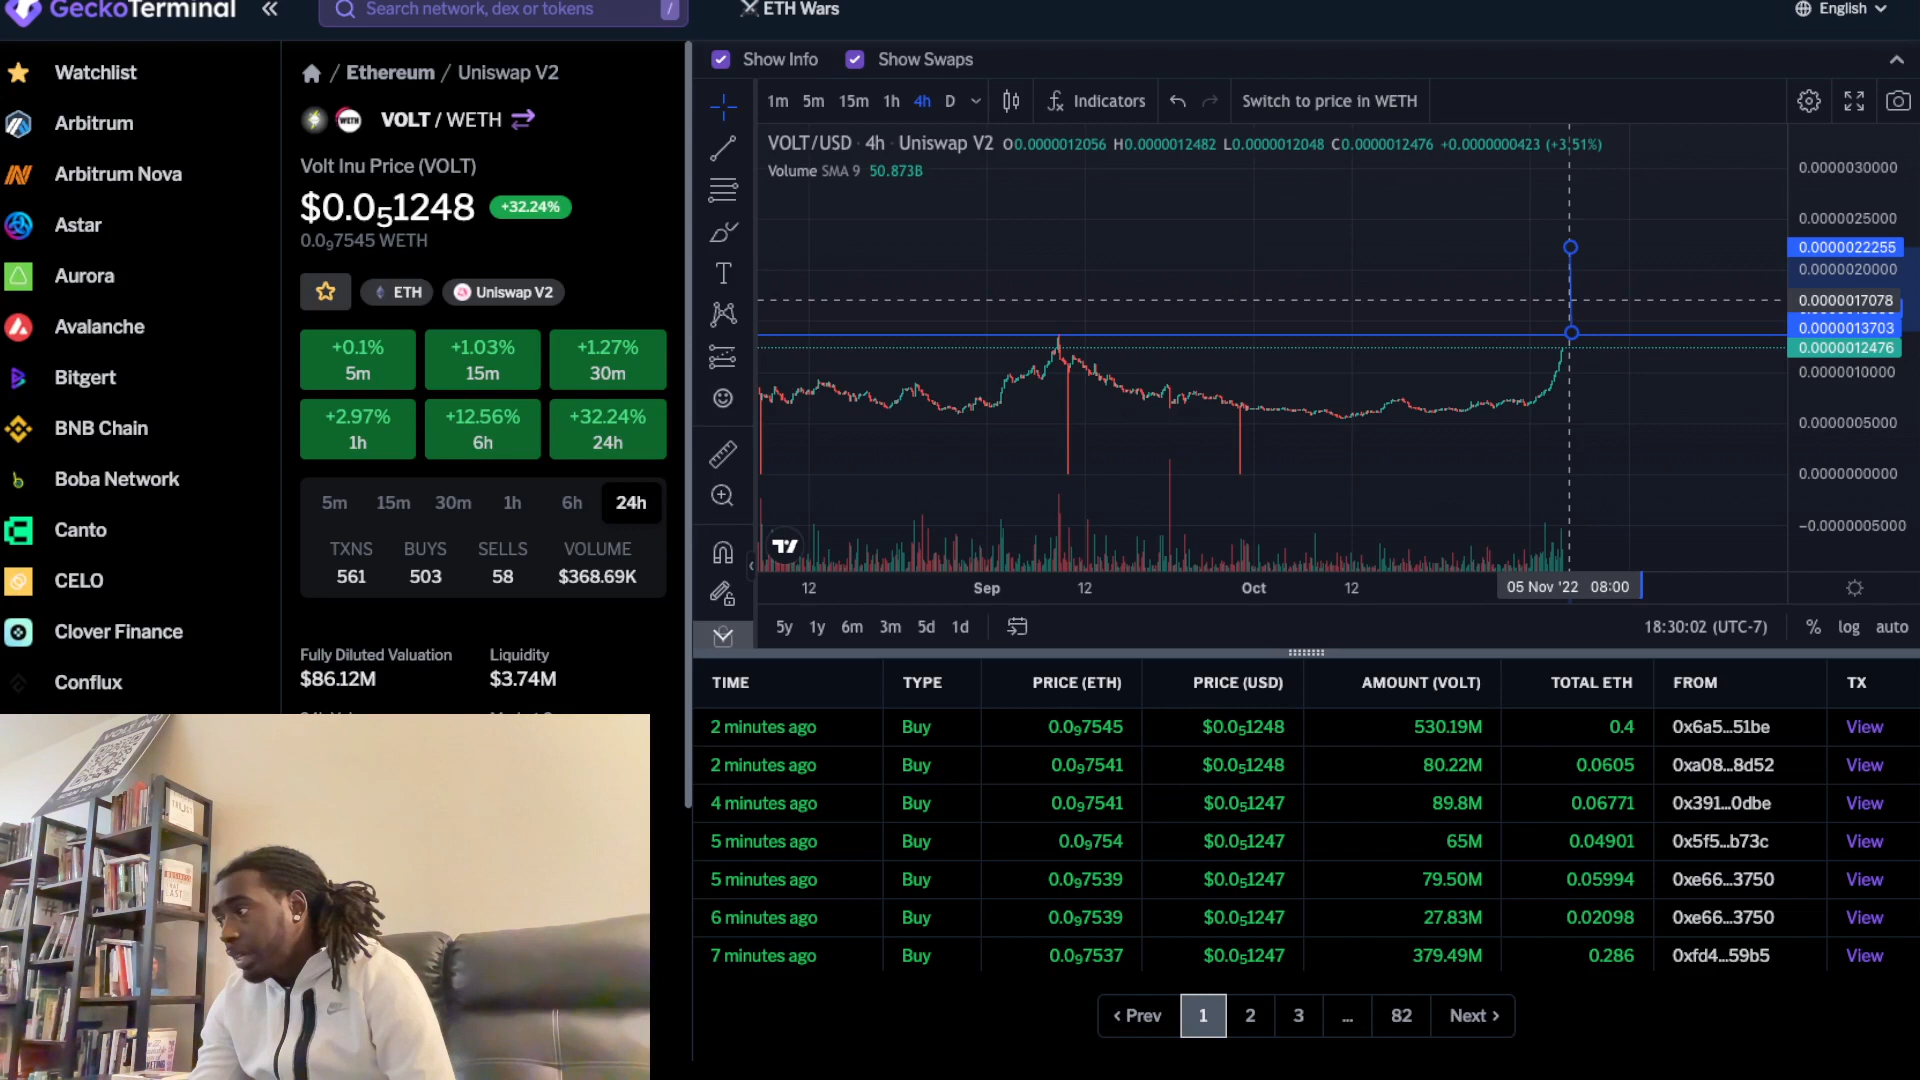 GeckoTerminal
Search network, dex or tokens
/
ETH Wars
English
Watchlist
Arbitrum
Arbitrum Nova
Astar
Aurora
Avalanche
Bitgert
BNB Chain
Boba Network
Canto
CELO
Clover Finance
Conflux
/ Ethereum / Uniswap V2
VOLT / WETH
Volt Inu Price (VOLT)
$0.0₅1248 +32.24%
0.0₉7545 WETH
ETH
Uniswap V2
+0.1% +1.03% +1.27%
5m 15m 30m
+2.97% +12.56% +32.24%
1h 6h 24h
5m 15m 30m 1h 6h 24h
TXNS BUYS SELLS VOLUME
561 503 58 $368.69K
Fully Diluted Valuation Liquidity
$86.12M $3.74M
Show Info Show Swaps
1m 5m 15m 1h 4h D Indicators Switch to price in WETH
VOLT/USD · 4h · Uniswap V2 O0.0000012056 H0.0000012482 L0.0000012048 C0.0000012476 +0.0000000423 (+3.51%)
Volume SMA 9 50.873B
0.0000030000
0.0000025000
0.0000022255
0.0000020000
0.0000017078
0.0000013703
0.0000012476
0.0000010000
0.0000005000
0.0000000000
−0.0000005000
12 Sep 12 Oct 12 05 Nov '22 08:00
5y 1y 6m 3m 5d 1d 18:30:02 (UTC-7) % log auto
TIME TYPE PRICE (ETH) PRICE (USD) AMOUNT (VOLT) TOTAL ETH FROM TX
2 minutes ago Buy 0.0₉7545 $0.0₅1248 530.19M 0.4 0x6a5...51be View
2 minutes ago Buy 0.0₉7541 $0.0₅1248 80.22M 0.0605 0xa08...8d52 View
4 minutes ago Buy 0.0₉7541 $0.0₅1247 89.8M 0.06771 0x391...0dbe View
5 minutes ago Buy 0.0₉754 $0.0₅1247 65M 0.04901 0x5f5...b73c View
5 minutes ago Buy 0.0₉7539 $0.0₅1247 79.50M 0.05994 0xe66...3750 View
6 minutes ago Buy 0.0₉7539 $0.0₅1247 27.83M 0.02098 0xe66...3750 View
7 minutes ago Buy 0.0₉7537 $0.0₅1247 379.49M 0.286 0xfd4...59b5 View
‹ Prev 1 2 3 ... 82 Next ›
VOLT INU
TRUST